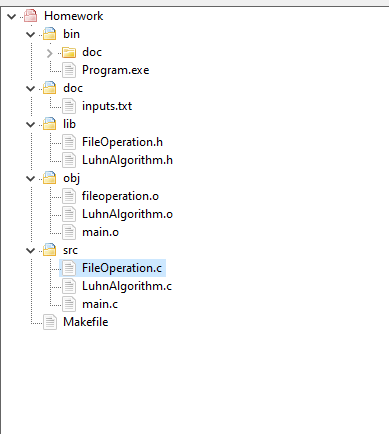 Homework
bin
doc
Program.exe
doc
inputs.txt
lib
FileOperation.h
LuhnAlgorithm.h
obj
fileoperation.o
LuhnAlgorithm.o
main.o
src
FileOperation.c
LuhnAlgorithm.c
main.c
Makefile